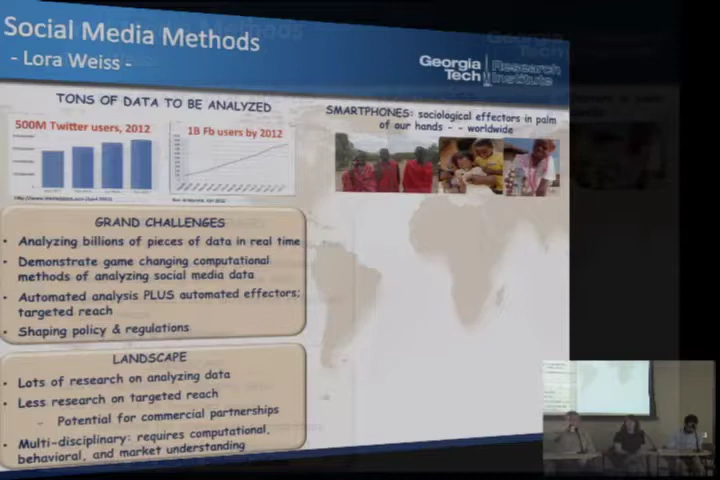 Social Media Methods
- Lora Weiss -
Georgia Tech Research Institute
TONS OF DATA TO BE ANALYZED
500M Twitter users, 2012
1B Fb users by 2012
SMARTPHONES: sociological effectors in palm
of our hands - - worldwide
GRAND CHALLENGES
• Analyzing billions of pieces of data in real time
• Demonstrate game changing computational
methods of analyzing social media data
• Automated analysis PLUS automated effectors;
targeted reach
• Shaping policy & regulations
LANDSCAPE
• Lots of research on analyzing data
• Less research on targeted reach
- Potential for commercial partnerships
• Multi-disciplinary: requires computational,
behavioral, and market understanding